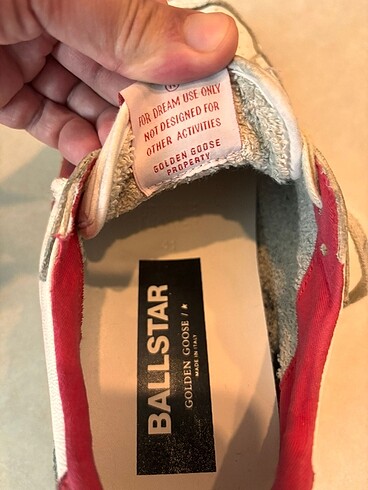 FOR DREAM USE ONLY
NOT DESIGNED FOR
OTHER ACTIVITIES
GOLDEN GOOSE
PROPERTY
BALLSTAR
GOLDEN GOOSE /
MADE IN ITALY